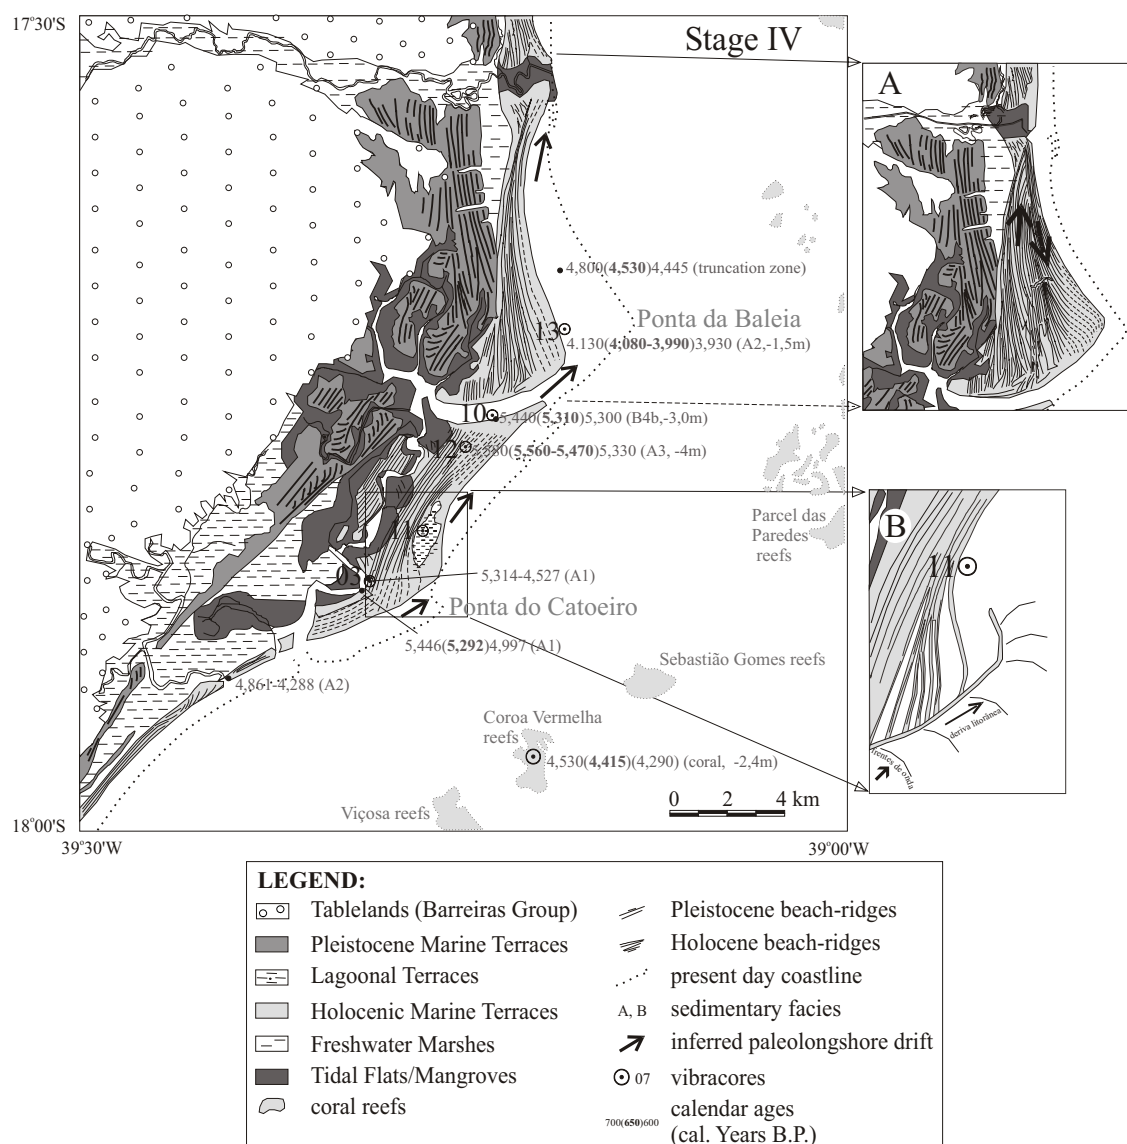 17°30'S
Stage IV
A
4,800(4,530)4,445 (truncation zone)
Ponta da Baleia
13
4.130(4,080-3,990)3,930 (A2,-1,5m)
10
5,440(5,310)5,300 (B4b,-3,0m)
12
(5,560-5,470)5,330 (A3, -4m)
Parcel das
Paredes
reefs
B
11
11
5,314-4,527 (A1)
Ponta do Catoeiro
5,446(5,292)4,997 (A1)
Sebastião Gomes reefs
4,861-4,288 (A2)
Coroa Vermelha
reefs
4,530(4,415)(4,290) (coral, -2,4m)
deriva litorânea
frentes de onda
Viçosa reefs
0 2 4 km
18°00'S
39°30'W
39°00'W
LEGEND:
Tablelands (Barreiras Group)
Pleistocene Marine Terraces
Lagoonal Terraces
Holocenic Marine Terraces
Freshwater Marshes
Tidal Flats/Mangroves
coral reefs
Pleistocene beach-ridges
Holocene beach-ridges
present day coastline
A, B sedimentary facies
inferred paleolongshore drift
07 vibracores
700(650)600 calendar ages
(cal. Years B.P.)